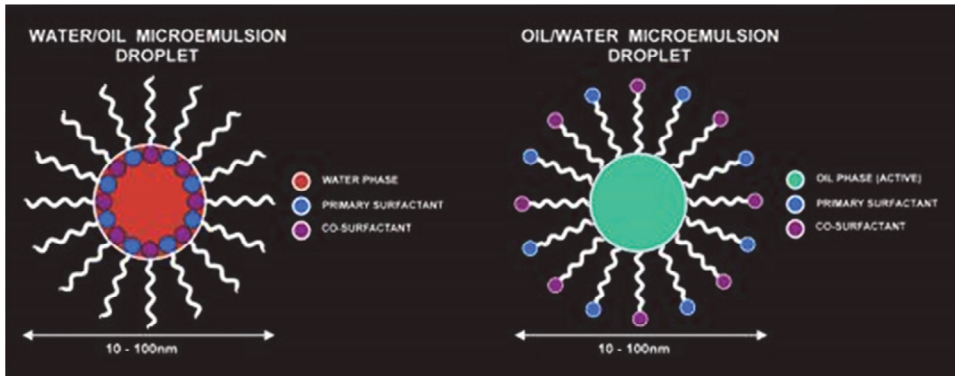 WATER/OIL MICROEMULSION
DROPLET
WATER PHASE
PRIMARY SURFACTANT
CO-SURFACTANT
10 - 100nm
OIL/WATER MICROEMULSION
DROPLET
OIL PHASE (ACTIVE)
PRIMARY SURFACTANT
CO-SURFACTANT
10 - 100nm